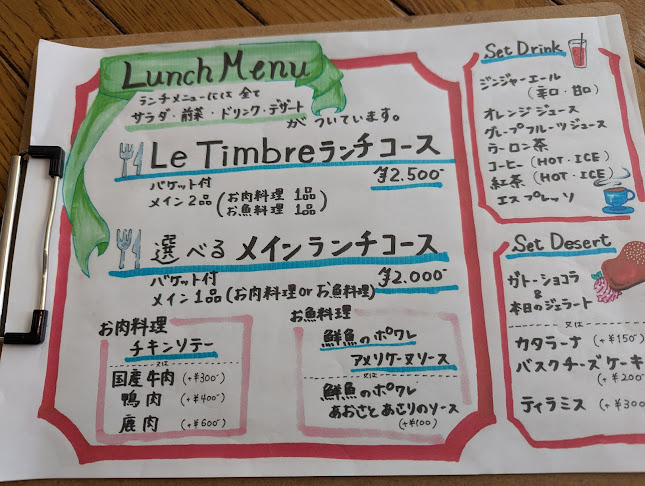 Lunch Menu
ランチメニューには 全て
サラダ・前菜・ドリンク・デザート
がついています。
Le Timbreランチコース
バゲット付
¥2.500-
メイン2品 (お肉料理 1品
お魚料理 1品)
選べる メインランチコース
バゲット付
¥2.000-
メイン1品 (お肉料理 or お魚料理)
お肉料理
チキンソテー
又は
国産牛肉 (+¥300-)
鴨肉 (+¥400-)
鹿肉 (+¥600-)
お魚料理
鮮魚のポワレ
アメリケーヌソース
又は
鮮魚のポワレ
あおさとあさりのソース
(+¥100)
Set Drink
ジンジャーエール
(辛口・甘口)
オレンジジュース
グレープフルーツジュース
ウーロン茶
コーヒー (HOT・ICE)
紅茶 (HOT・ICE)
エスプレッソ
Set Desert
ガトーショコラ
&
本日のジェラート
又は
カタラーナ (+¥150-)
バスクチーズケーキ
(+¥200-
ティラミス (+¥300